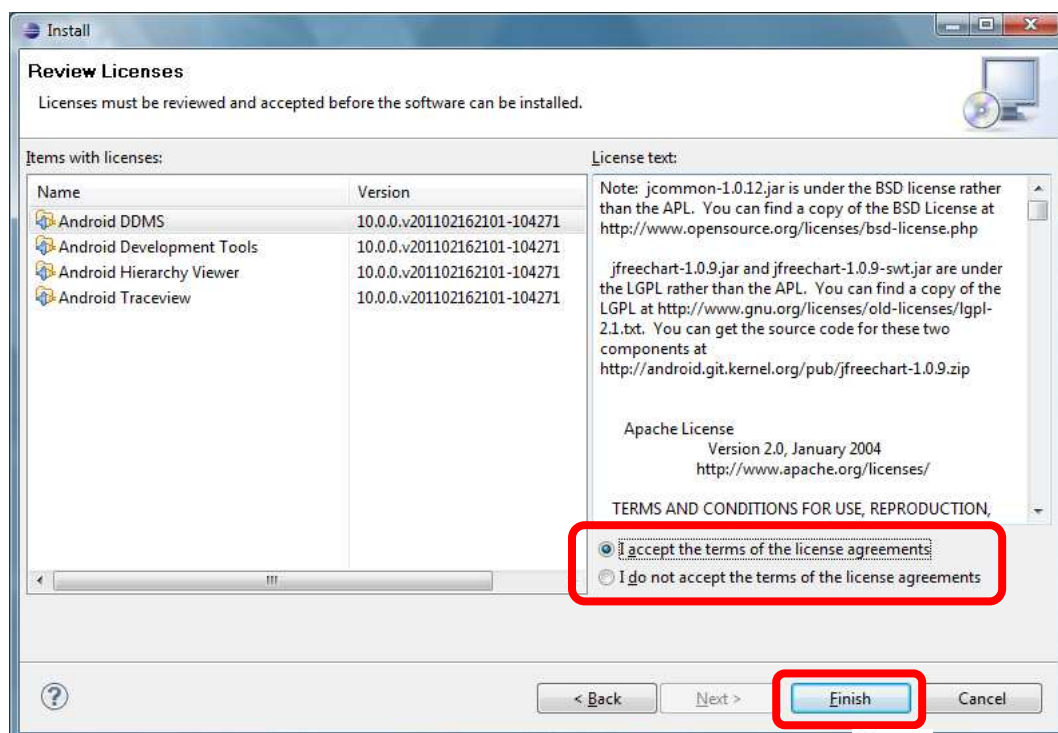 Install
Review Licenses
Licenses must be reviewed and accepted before the software can be installed.
Items with licenses:
Name Version
Android DDMS 10.0.0.v201102162101-104271
Android Development Tools 10.0.0.v201102162101-104271
Android Hierarchy Viewer 10.0.0.v201102162101-104271
Android Traceview 10.0.0.v201102162101-104271
License text:
Note: jcommon-1.0.12.jar is under the BSD license rather
than the APL. You can find a copy of the BSD License at
http://www.opensource.org/licenses/bsd-license.php
jfreechart-1.0.9.jar and jfreechart-1.0.9-swt.jar are under
the LGPL rather than the APL. You can find a copy of the
LGPL at http://www.gnu.org/licenses/old-licenses/lgpl-
2.1.txt. You can get the source code for these two
components at
http://android.git.kernel.org/pub/jfreechart-1.0.9.zip
Apache License
Version 2.0, January 2004
http://www.apache.org/licenses/
TERMS AND CONDITIONS FOR USE, REPRODUCTION,
I accept the terms of the license agreements
I do not accept the terms of the license agreements
? < Back Next > Finish Cancel